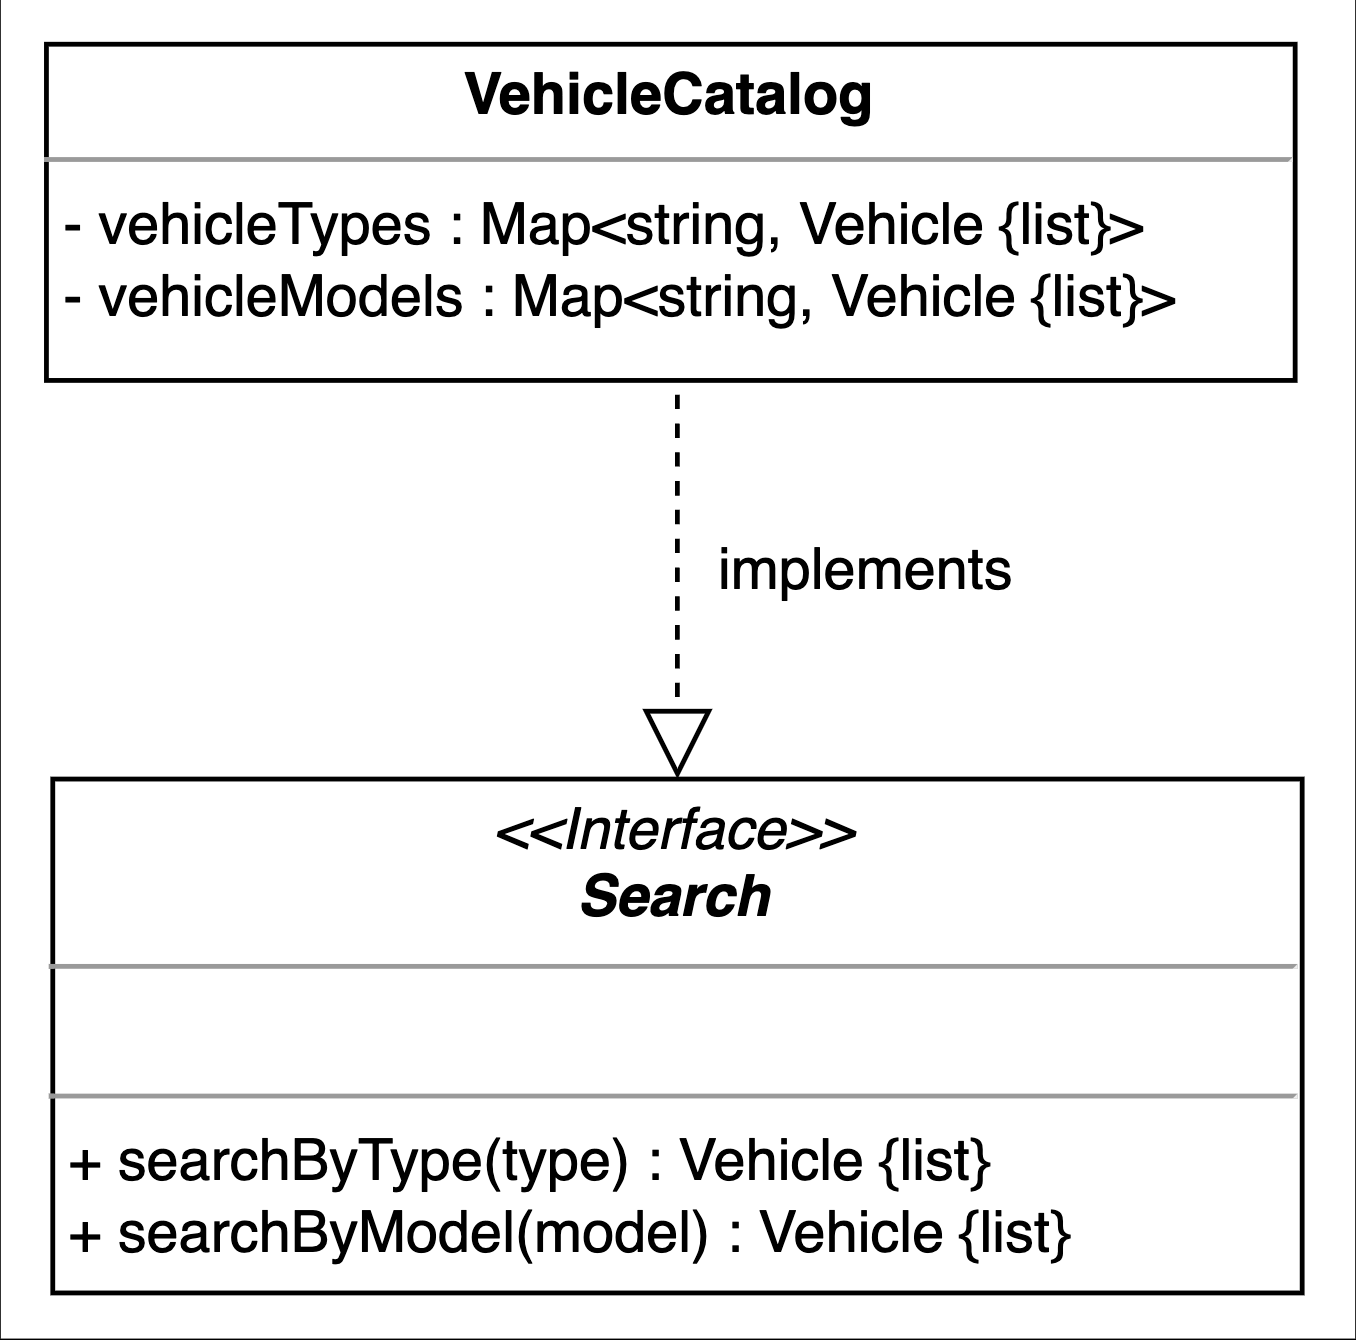 VehicleCatalog
- vehicleTypes : Map<string, Vehicle {list}>
- vehicleModels : Map<string, Vehicle {list}>
implements
<<Interface>>
Search
+ searchByType(type) : Vehicle {list}
+ searchByModel(model) : Vehicle {list}